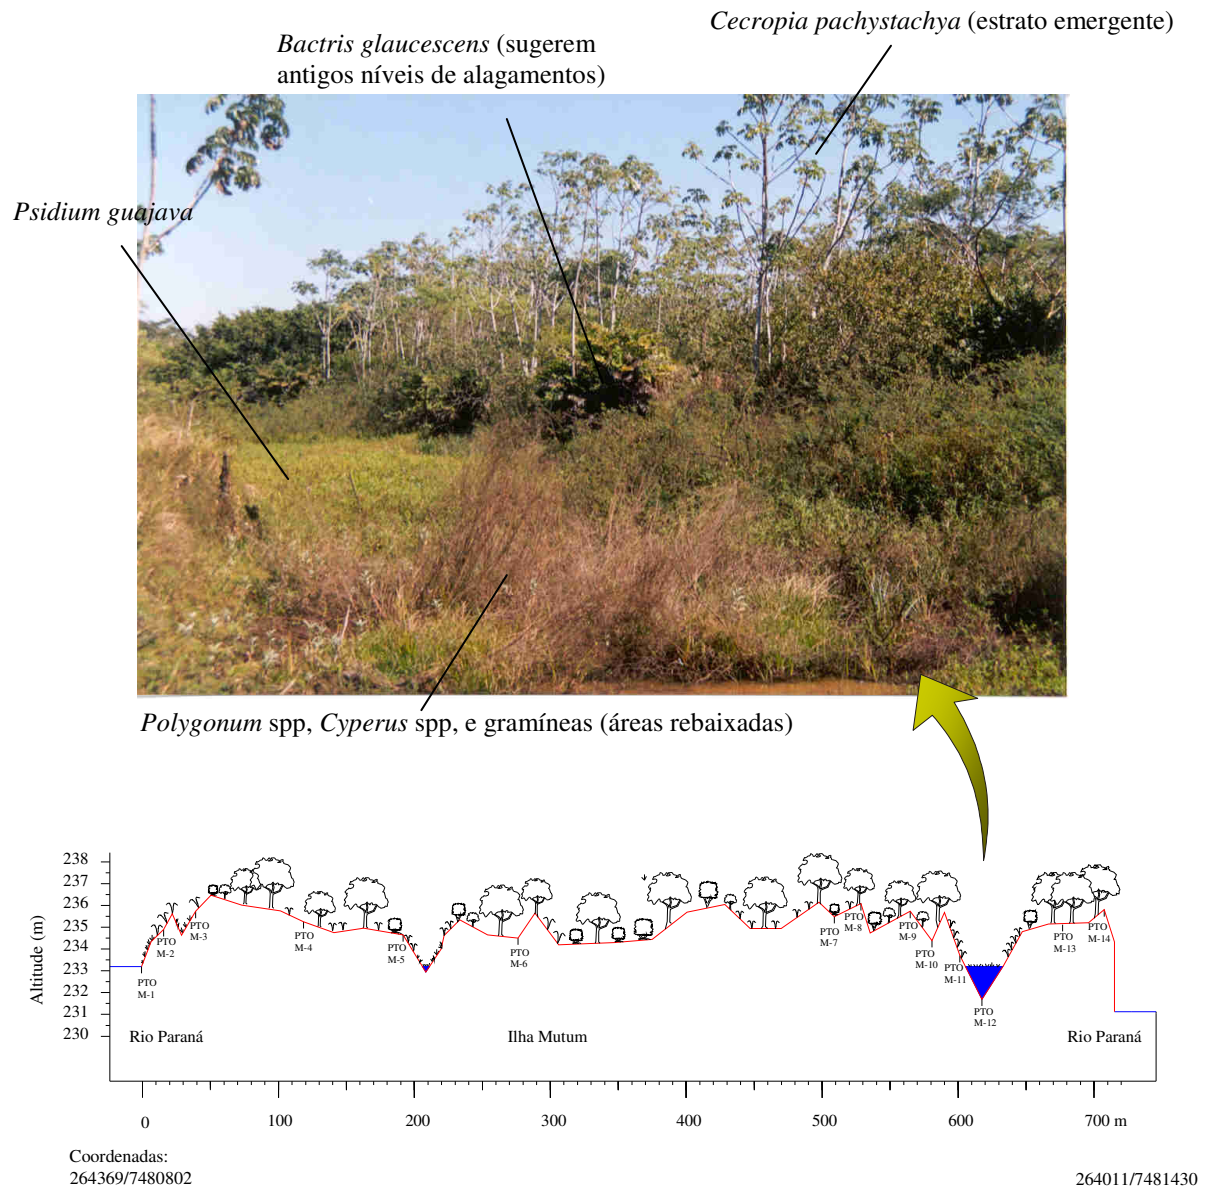 Cecropia pachystachya (estrato emergente)
Bactris glaucescens (sugerem
antigos níveis de alagamentos)
Psidium guajava
Polygonum spp, Cyperus spp, e gramíneas (áreas rebaixadas)
Altitude (m)
238
237
236
235
234
233
232
231
230
PTO
M-1
PTO
M-2
PTO
M-3
PTO
M-4
PTO
M-5
PTO
M-6
PTO
M-7
PTO
M-8
PTO
M-9
PTO
M-10
PTO
M-11
PTO
M-12
PTO
M-13
PTO
M-14
Rio Paraná
Ilha Mutum
Rio Paraná
0 100 200 300 400 500 600 700 m
Coordenadas:
264369/7480802
264011/7481430